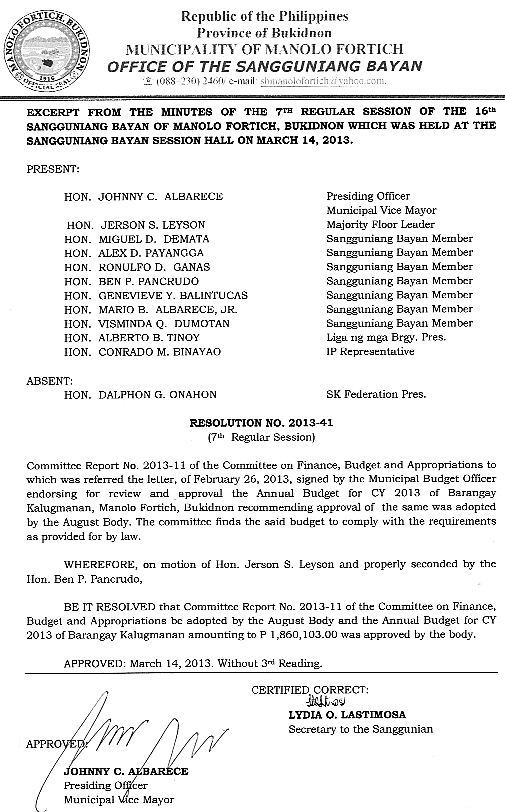 MANOLO FORTICH, BUKIDNON
OFFICIAL SEAL
Republic of the Philippines
Province of Bukidnon
MUNICIPALITY OF MANOLO FORTICH
OFFICE OF THE SANGGUNIANG BAYAN
☏ (088-230) 2460/ e-mail: sbmanolofortich@yahoo.com.
EXCERPT FROM THE MINUTES OF THE 7TH REGULAR SESSION OF THE 16th
SANGGUNIANG BAYAN OF MANOLO FORTICH, BUKIDNON WHICH WAS HELD AT THE
SANGGUNIANG BAYAN SESSION HALL ON MARCH 14, 2013.
PRESENT:
HON. JOHNNY C. ALBARECE Presiding Officer
Municipal Vice Mayor
HON. JERSON S. LEYSON Majority Floor Leader
HON. MIGUEL D. DEMATA Sangguniang Bayan Member
HON. ALEX D. PAYANGGA Sangguniang Bayan Member
HON. RONULFO D. GANAS Sangguniang Bayan Member
HON. BEN P. PANCRUDO Sangguniang Bayan Member
HON. GENEVIEVE Y. BALINTUCAS Sangguniang Bayan Member
HON. MARIO B. ALBARECE, JR. Sangguniang Bayan Member
HON. VISMINDA Q. DUMOTAN Sangguniang Bayan Member
HON. ALBERTO B. TINOY Liga ng mga Brgy. Pres.
HON. CONRADO M. BINAYAO IP Representative
ABSENT:
HON. DALPHON G. ONAHON SK Federation Pres.
RESOLUTION NO. 2013-41
(7th Regular Session)
Committee Report No. 2013-11 of the Committee on Finance, Budget and Appropriations to
which was referred the letter, of February 26, 2013, signed by the Municipal Budget Officer
endorsing for review and approval the Annual Budget for CY 2013 of Barangay
Kalugmanan, Manolo Fortich, Bukidnon recommending approval of the same was adopted
by the August Body. The committee finds the said budget to comply with the requirements
as provided for by law.
WHEREFORE, on motion of Hon. Jerson S. Leyson and properly seconded by the
Hon. Ben P. Pancrudo,
BE IT RESOLVED that Committee Report No. 2013-11 of the Committee on Finance,
Budget and Appropriations be adopted by the August Body and the Annual Budget for CY
2013 of Barangay Kalugmanan amounting to P 1,860,103.00 was approved by the body.
APPROVED: March 14, 2013. Without 3rd Reading.
CERTIFIED CORRECT:
LYDIA O. LASTIMOSA
Secretary to the Sanggunian
APPROVED:
JOHNNY C. ALBARECE
Presiding Officer
Municipal Vice Mayor